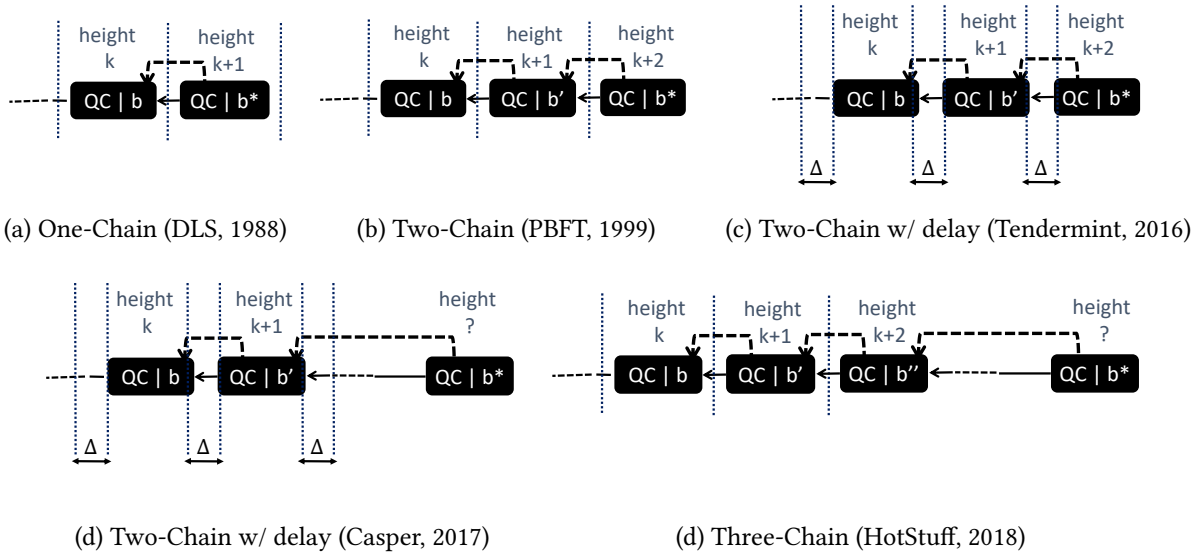 height
k
height
k+1
QC | b
QC | b*
(a) One-Chain (DLS, 1988)
height
k
height
k+1
height
k+2
QC | b
QC | b’
QC | b*
(b) Two-Chain (PBFT, 1999)
height
k
height
k+1
height
k+2
QC | b
QC | b’
QC | b*
Δ
Δ
Δ
(c) Two-Chain w/ delay (Tendermint, 2016)
height
k
height
k+1
height
?
QC | b
QC | b’
QC | b*
Δ
Δ
Δ
(d) Two-Chain w/ delay (Casper, 2017)
height
k
height
k+1
height
k+2
height
?
QC | b
QC | b’
QC | b’’
QC | b*
(d) Three-Chain (HotStuff, 2018)